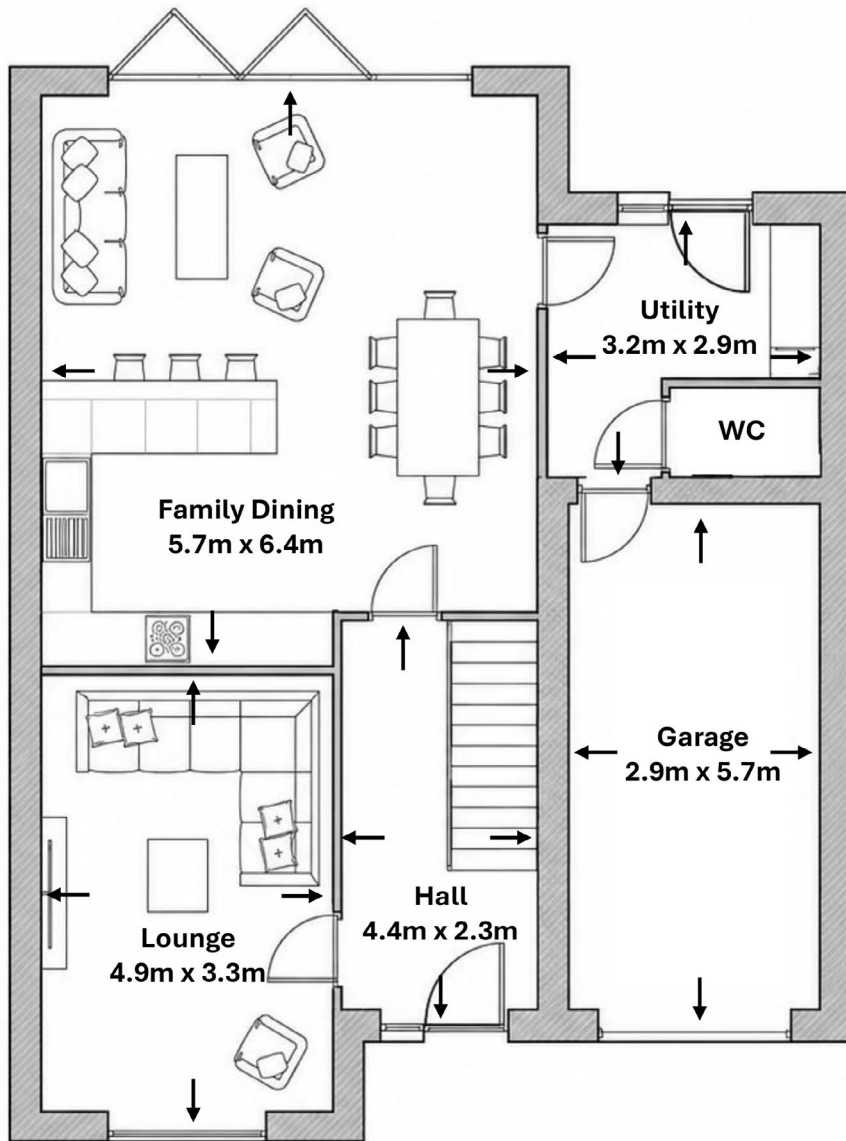 Utility
3.2m x 2.9m
WC
Family Dining
5.7m x 6.4m
Garage
2.9m x 5.7m
Hall
4.4m x 2.3m
Lounge
4.9m x 3.3m